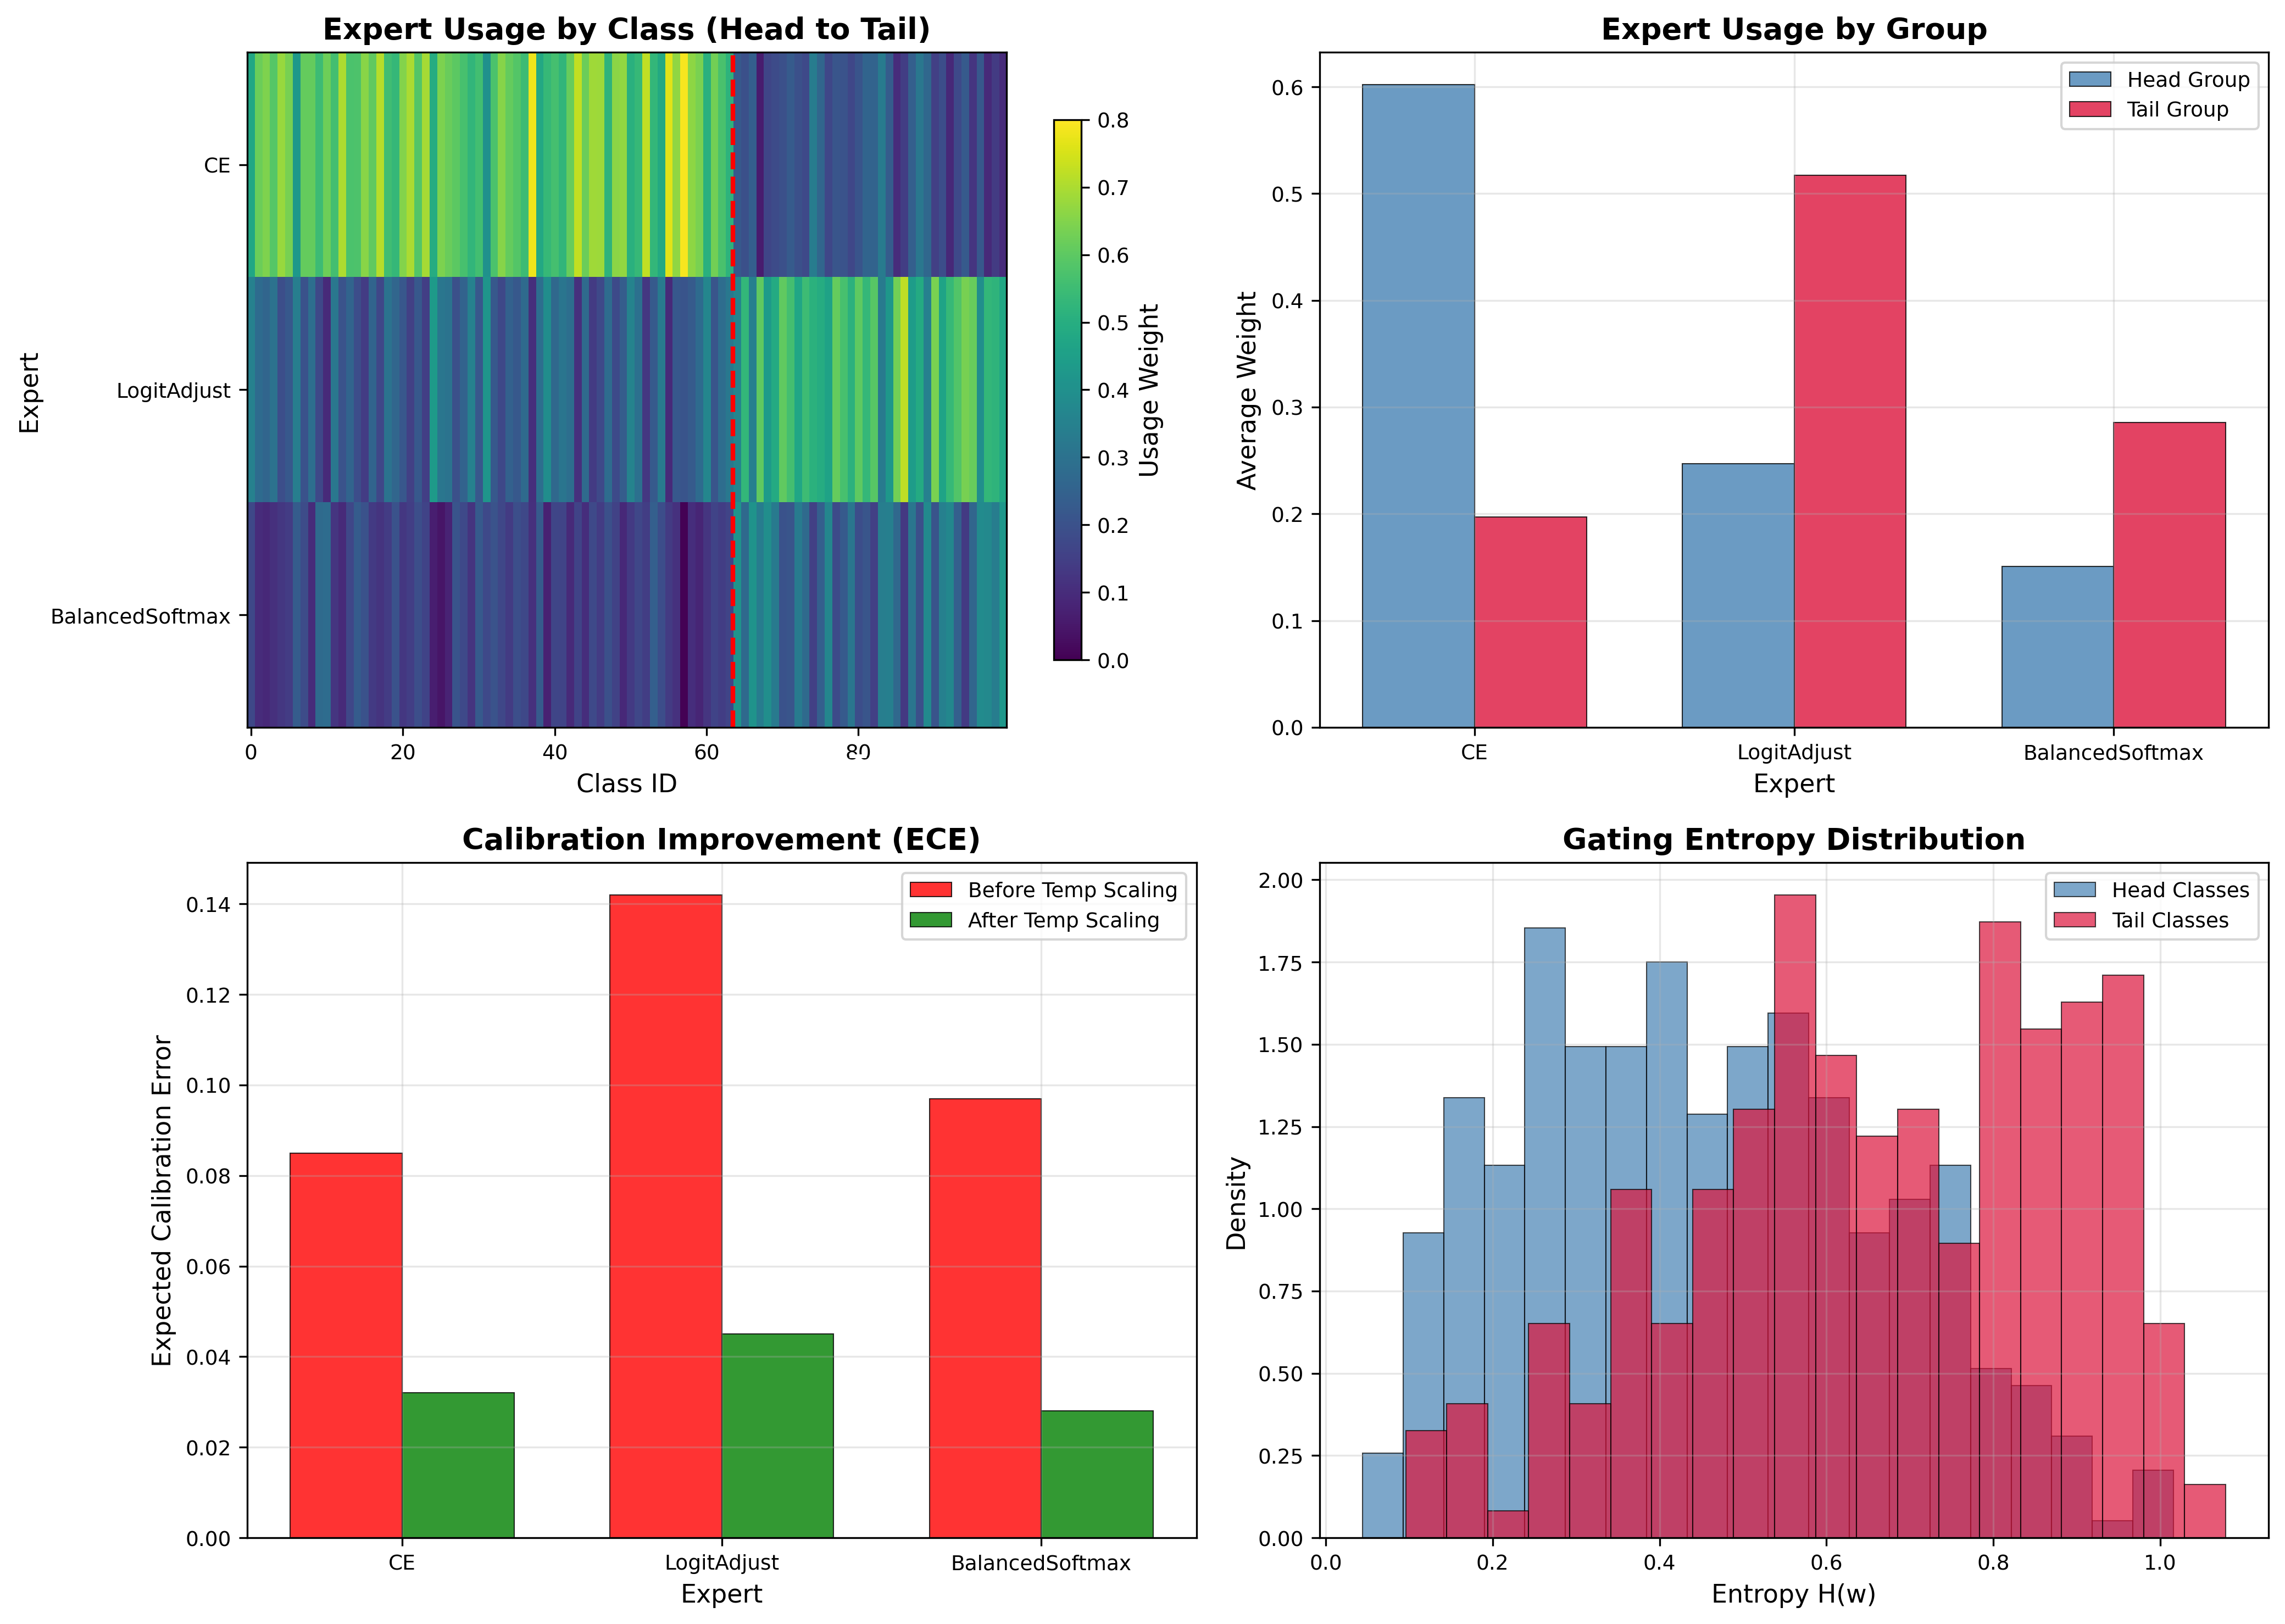 Expert Usage by Class (Head to Tail)
Expert
CE
LogitAdjust
BalancedSoftmax
0 20 40 60 80
Class ID
0.8
0.7
0.6
0.5
0.4
0.3
0.2
0.1
0.0
Usage Weight
Expert Usage by Group
Average Weight
0.6
0.5
0.4
0.3
0.2
0.1
0.0
Head Group
Tail Group
CE LogitAdjust BalancedSoftmax
Expert
Calibration Improvement (ECE)
Expected Calibration Error
0.14
0.12
0.10
0.08
0.06
0.04
0.02
0.00
Before Temp Scaling
After Temp Scaling
CE LogitAdjust BalancedSoftmax
Expert
Gating Entropy Distribution
Density
2.00
1.75
1.50
1.25
1.00
0.75
0.50
0.25
0.00
Head Classes
Tail Classes
0.0 0.2 0.4 0.6 0.8 1.0
Entropy H(w)